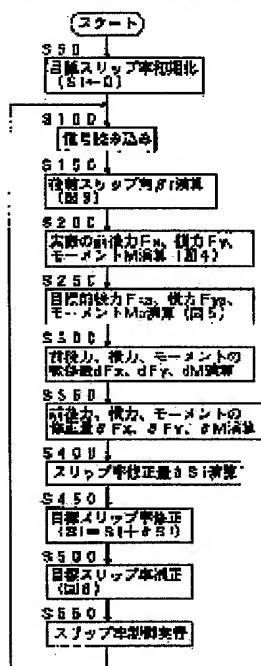 スタート
S50
目標スリップ率初期化
(Si←0)
S100
信号読み込み
S150
後輪スリップ角βr演算
(図3)
S200
実際の前後力Fx、横力Fy、
モーメントM演算(図4)
S250
目標前後力Fxa、横力Fya、
モーメントMa演算(図5)
S300
前後力、横力、モーメントの
dFx、dFy、dM演算
S350
前後力、横力、モーメントの
修正量δFx、δFy、δM演算
S400
スリップ率修正量δSi演算
S450
目標スリップ率修正
(Si=Si+δSi)
S500
目標スリップ率補正
(図6)
S550
スリップ率制御実行